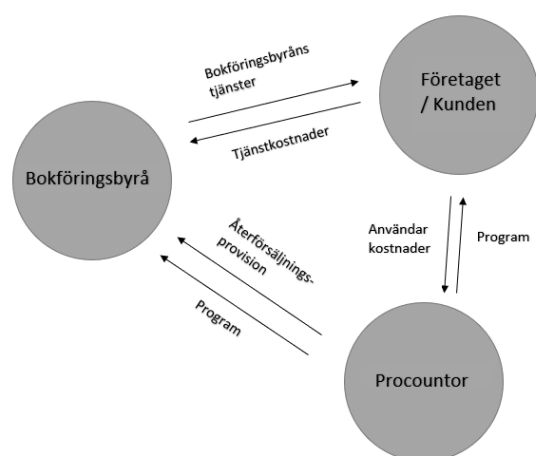 Bokföringsbyråns
tjänster
Företaget
/ Kunden
Tjänstkostnader
Bokföringsbyrå
Användar
kostnader
Program
Återförsäljnings-
provision
Program
Procountor